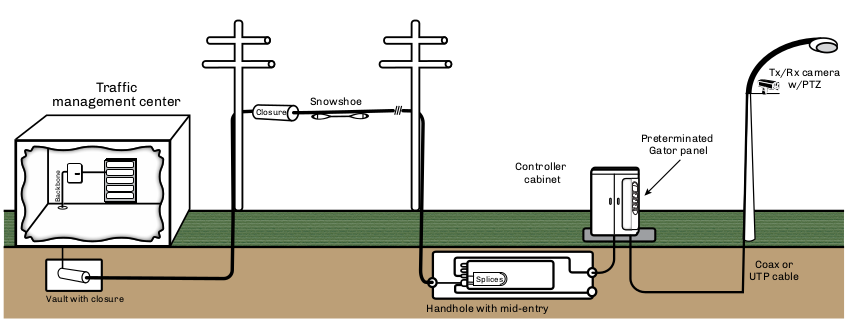 Traffic
management center
Backbone
Vault with closure
Closure
Snowshoe
Splices
Handhole with mid-entry
Controller
cabinet
Preterminated
Gator panel
Tx/Rx camera
w/PTZ
Coax or
UTP cable